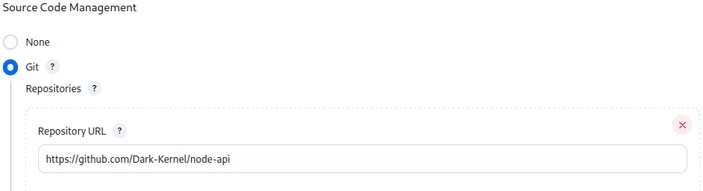 Source Code Management
None
Git ?
Repositories ?
Repository URL ?
https://github.com/Dark-Kernel/node-api